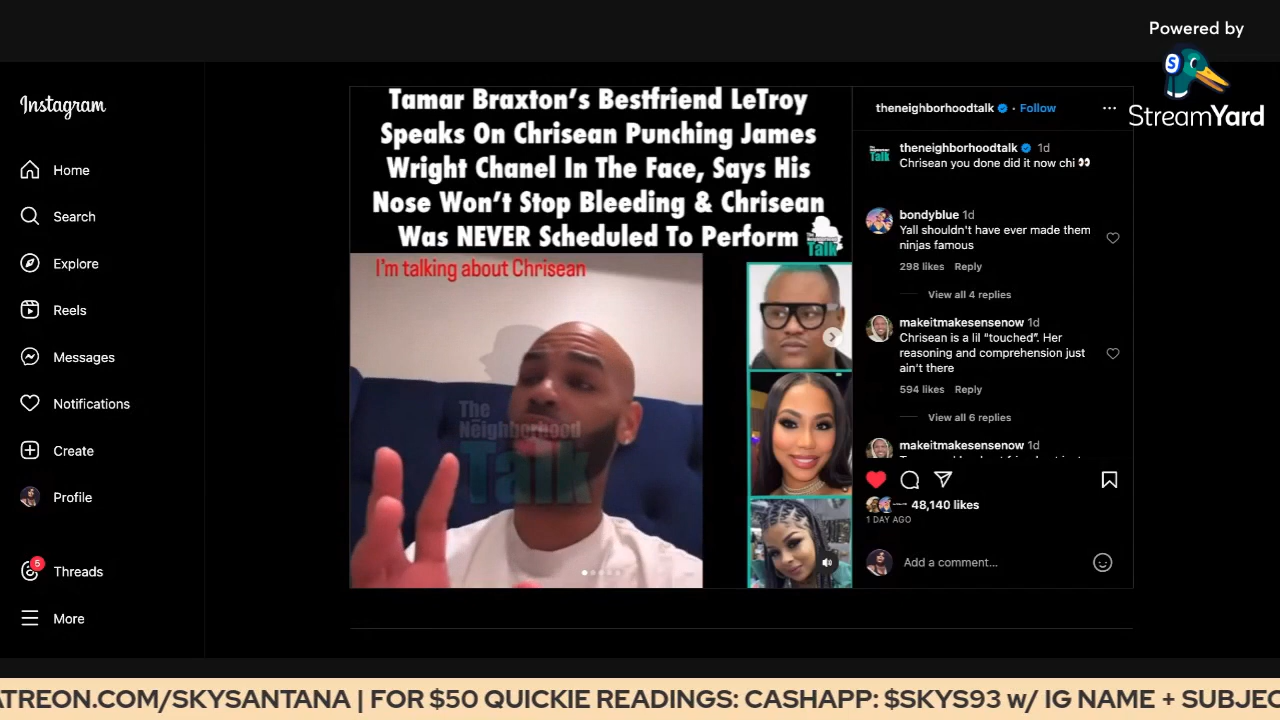 Powered by
StreamYard
Instagram
Home
Search
Explore
Reels
Messages
Notifications
Create
Profile
6
Threads
More
Tamar Braxton's Bestfriend LeTroy
Speaks On Chrisean Punching James
Wright Chanel In The Face, Says His
Nose Won't Stop Bleeding & Chrisean
Was NEVER Scheduled To Perform
Talk
I'm talking about Chrisean
The
Neighborhood
Talk
theneighborhoodtalk · Follow
theneighborhoodtalk 1d
Chrisean you done did it now chi 👀
bondyblue 1d
Yall shouldn't have ever made them
ninjas famous
298 likes Reply
View all 4 replies
makeitmakesensenow 1d
Chrisean is a lil “touched”. Her
reasoning and comprehension just
ain't there
594 likes Reply
View all 6 replies
makeitmakesensenow 1d
48,140 likes
1 DAY AGO
Add a comment...
ATREON.COM/SKYSANTANA | FOR $50 QUICKIE READINGS: CASHAPP: $SKYS93 w/ IG NAME + SUBJEC